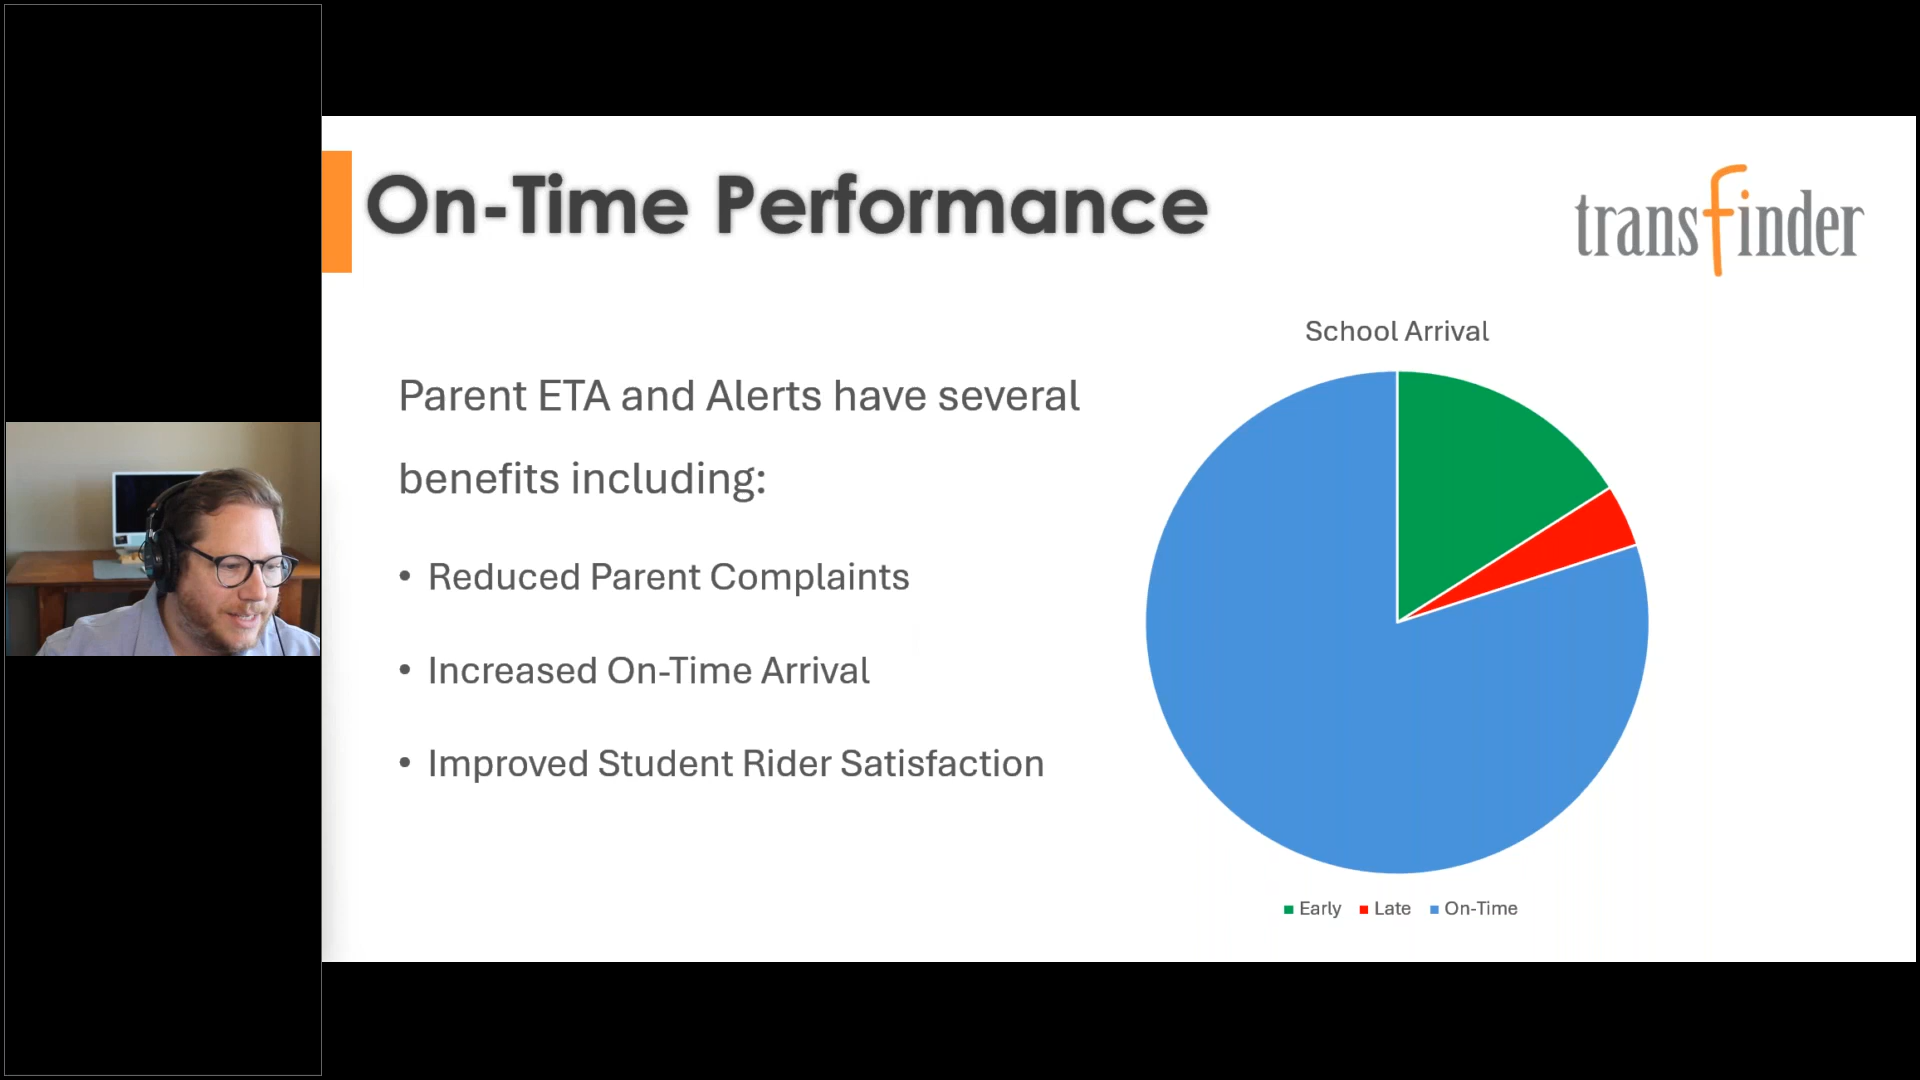 On-Time Performance
transfinder
Parent ETA and Alerts have several
benefits including:
• Reduced Parent Complaints
• Increased On-Time Arrival
• Improved Student Rider Satisfaction
School Arrival
Early Late On-Time